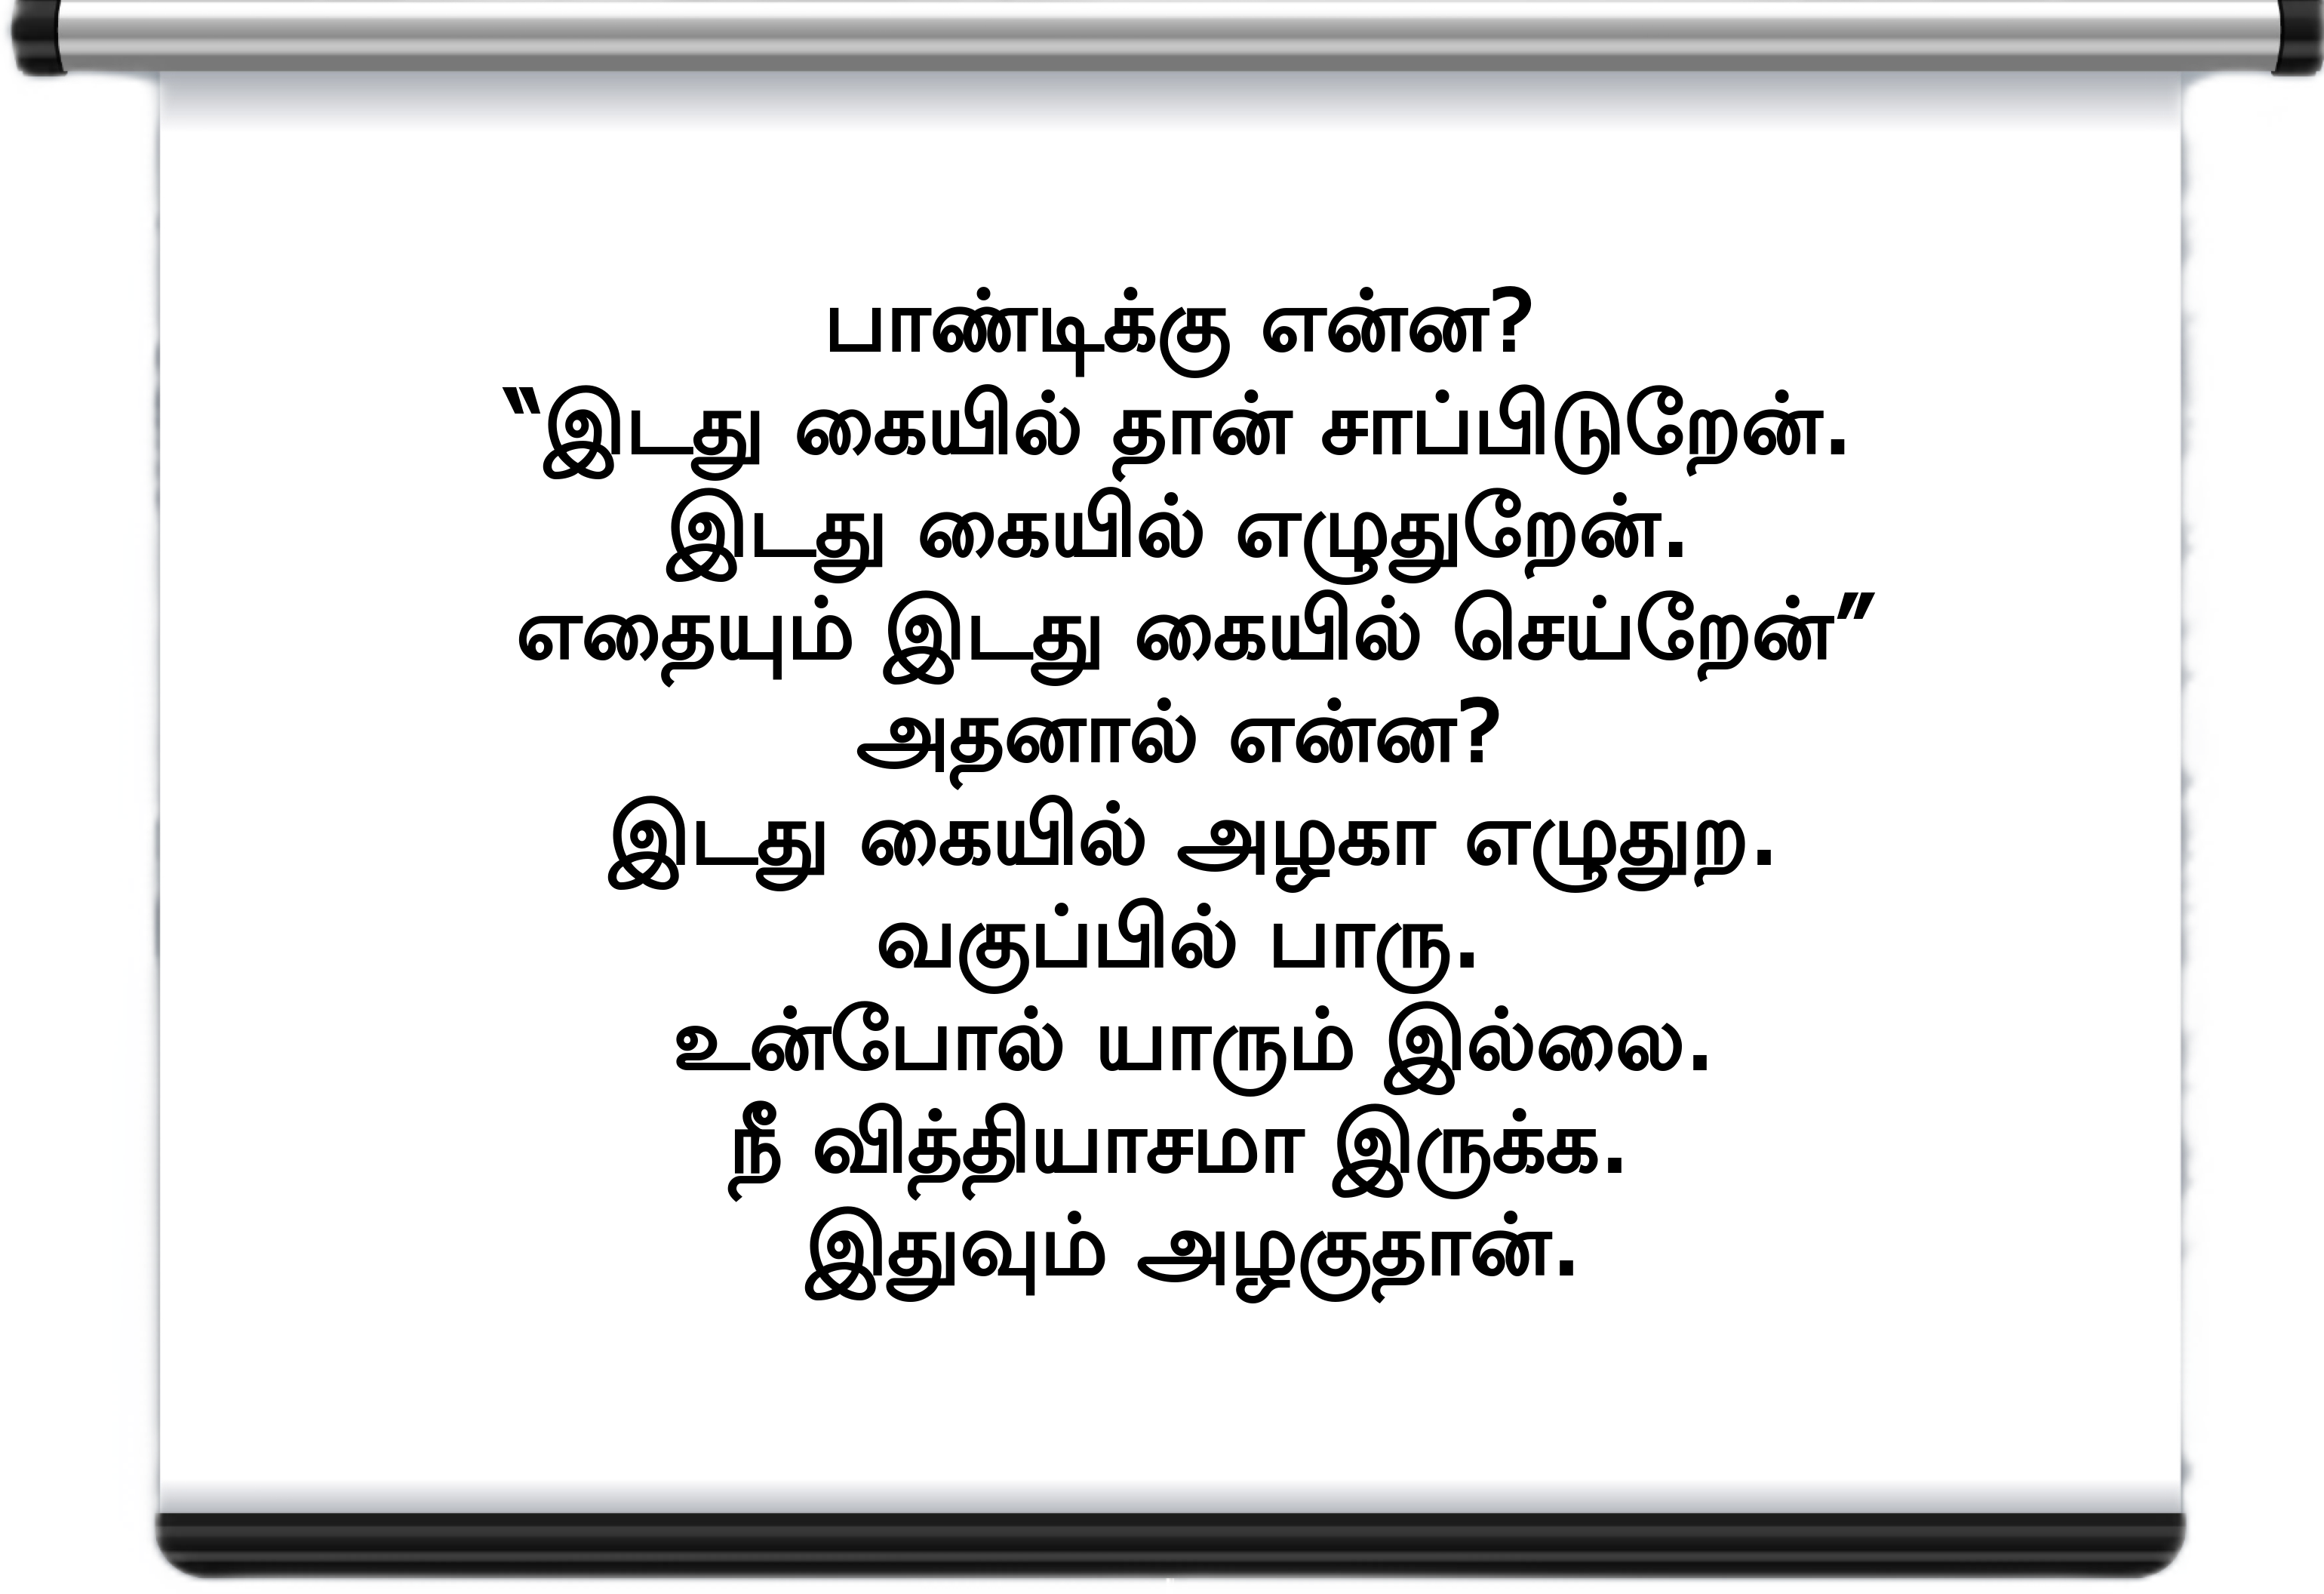 பாண்டிக்கு என்ன?
“இடது கையில் தான் சாப்பிடுறேன்.
இடது கையில் எழுதுறேன்.
எதையும் இடது கையில் செய்றேன்”
அதனால் என்ன?
இடது கையில் அழகா எழுதுற.
வகுப்பில் பாரு.
உன்போல் யாரும் இல்லை.
நீ வித்தியாசமா இருக்க.
இதுவும் அழகுதான்.